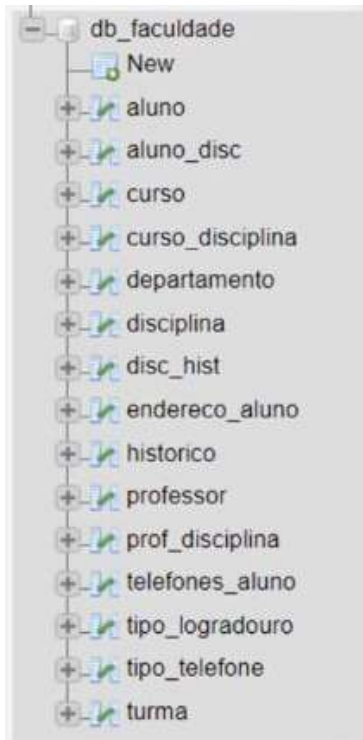 db_faculdade
New
aluno
aluno_disc
curso
curso_disciplina
departamento
disciplina
disc_hist
endereco_aluno
historico
professor
prof_disciplina
telefones_aluno
tipo_logradouro
tipo_telefone
turma